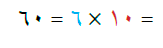 ٦٠ = ٦ × ١٠ =